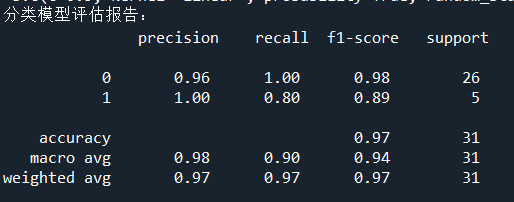 分类模型评估报告：
precision recall f1-score support
0 0.96 1.00 0.98 26
1 1.00 0.80 0.89 5
accuracy 0.97 31
macro avg 0.98 0.90 0.94 31
weighted avg 0.97 0.97 0.97 31